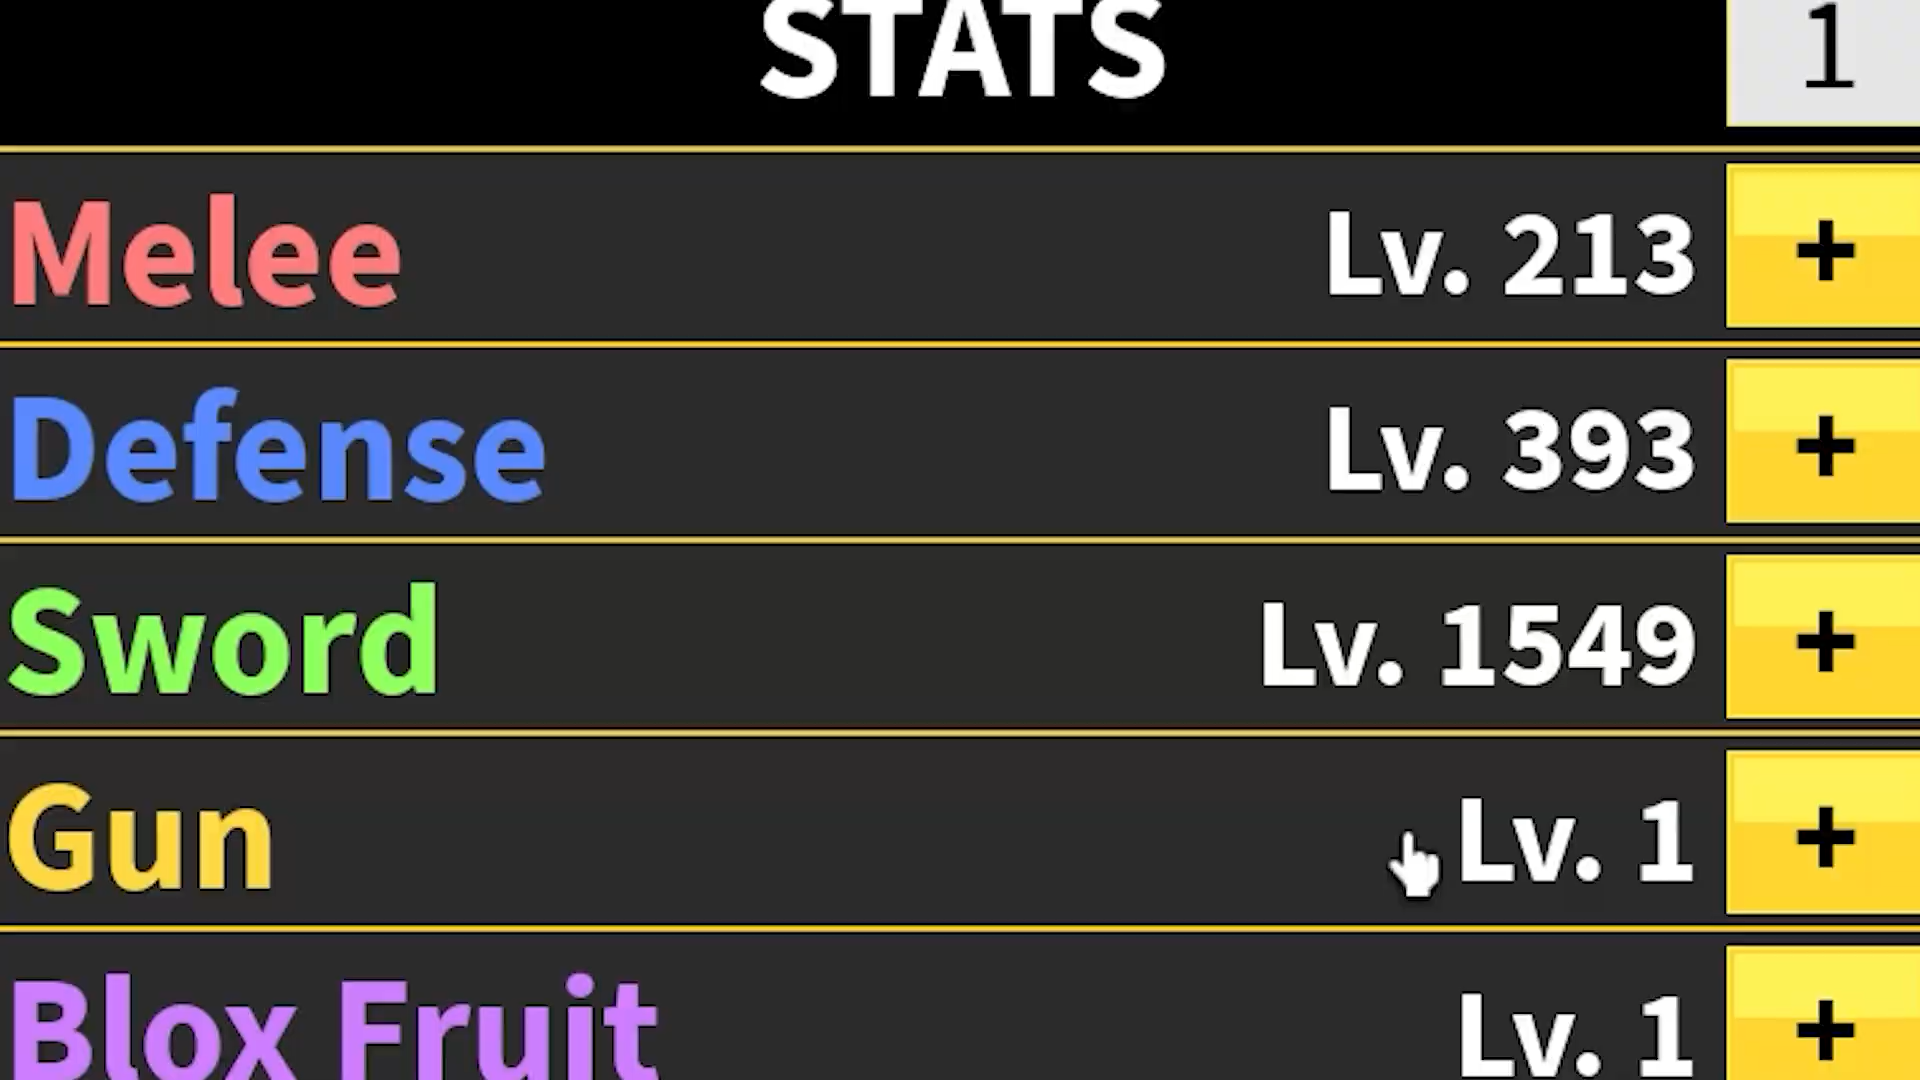 STATS 1
Melee Lv. 213 +
Defense Lv. 393 +
Sword Lv. 1549 +
Gun Lv. 1 +
Blox Fruit Lv. 1 +